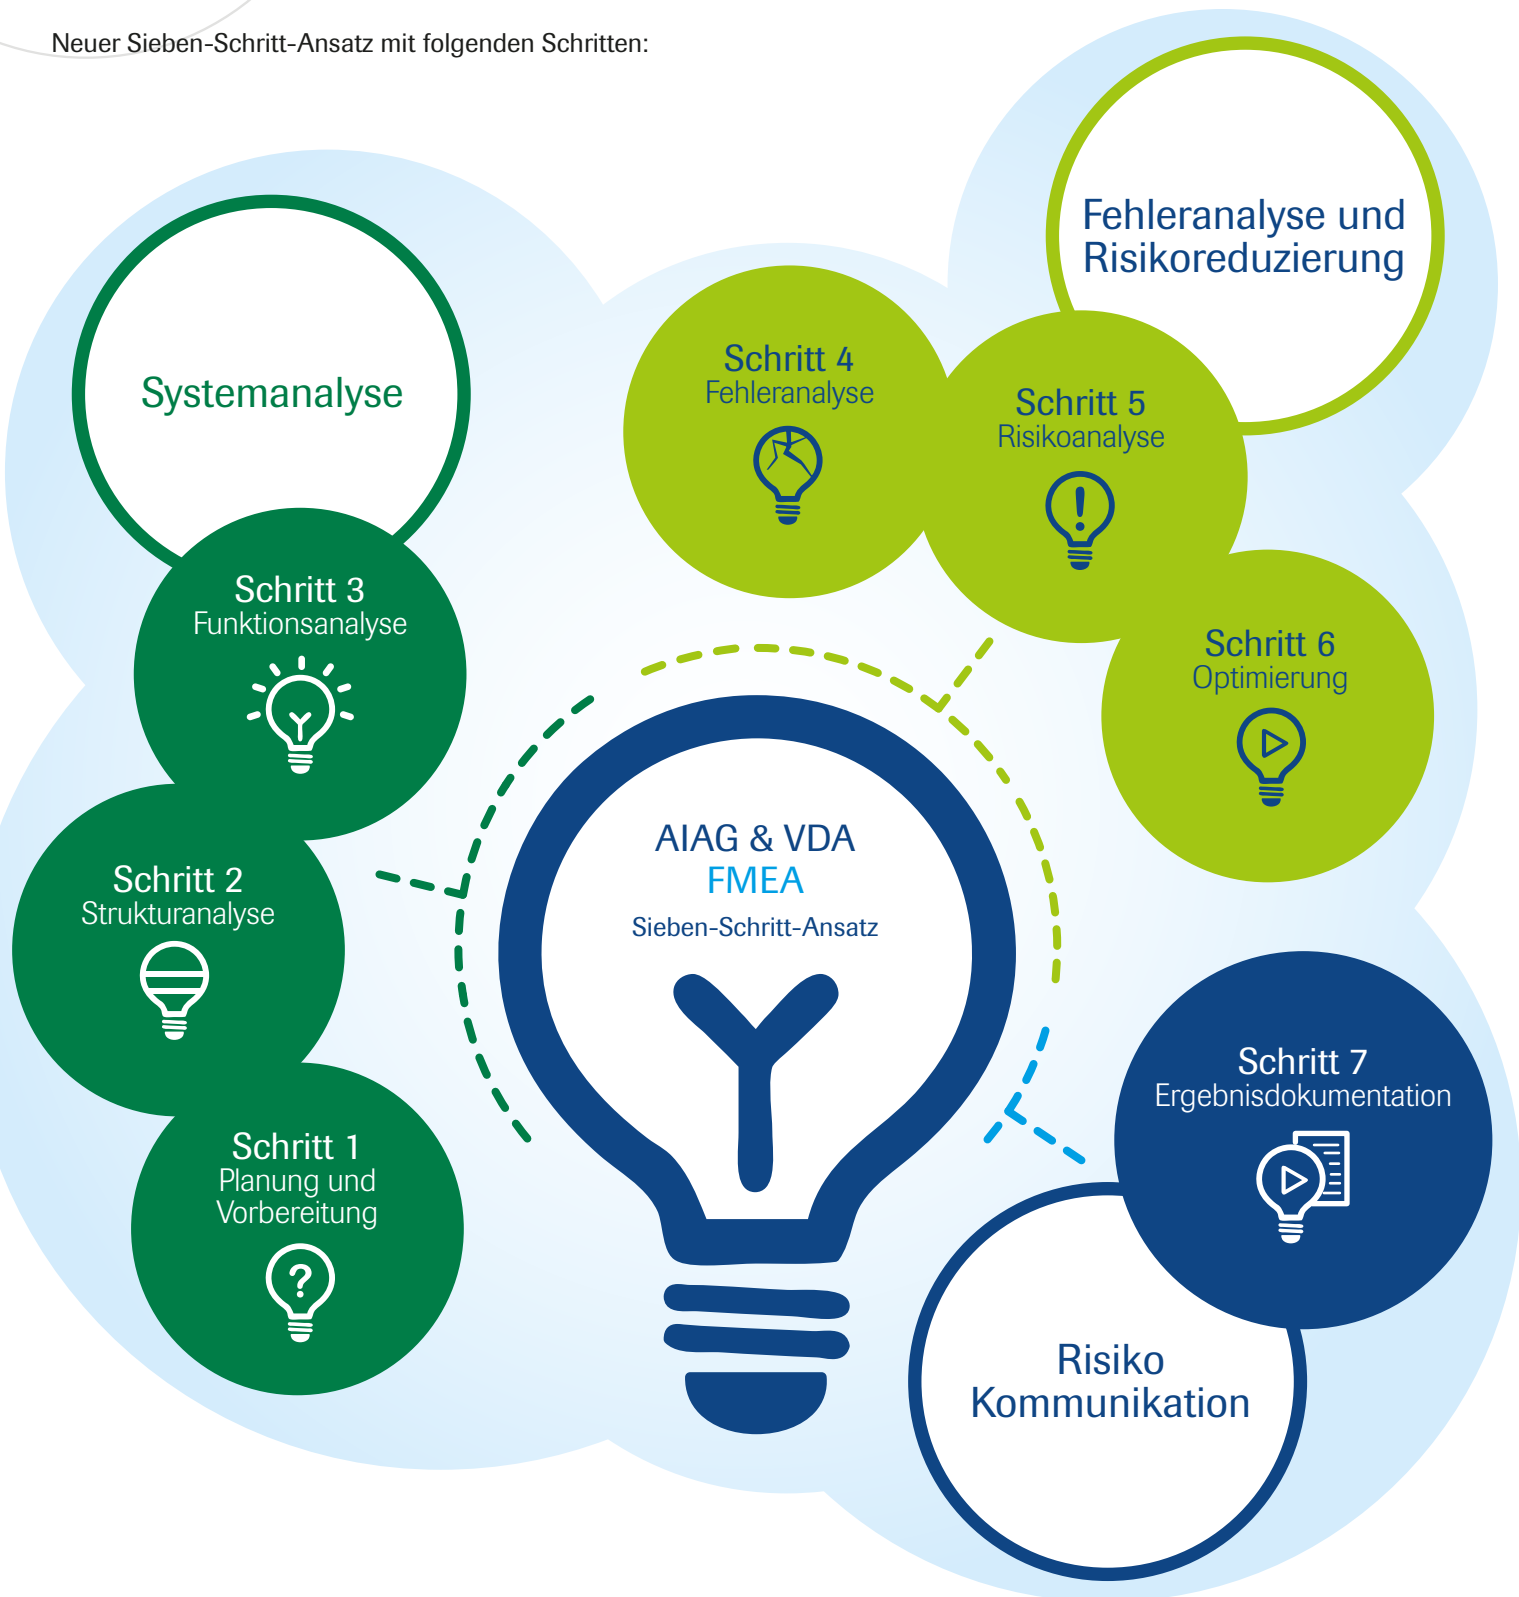 Neuer Sieben-Schritt-Ansatz mit folgenden Schritten:
Systemanalyse
Schritt 3
Funktionsanalyse
Schritt 2
Strukturanalyse
Schritt 1
Planung und
Vorbereitung
?
AIAG & VDA
FMEA
Sieben-Schritt-Ansatz
Fehleranalyse und
Risikoreduzierung
Schritt 4
Fehleranalyse
Schritt 5
Risikoanalyse
!
Schritt 6
Optimierung
Schritt 7
Ergebnisdokumentation
Risiko
Kommunikation